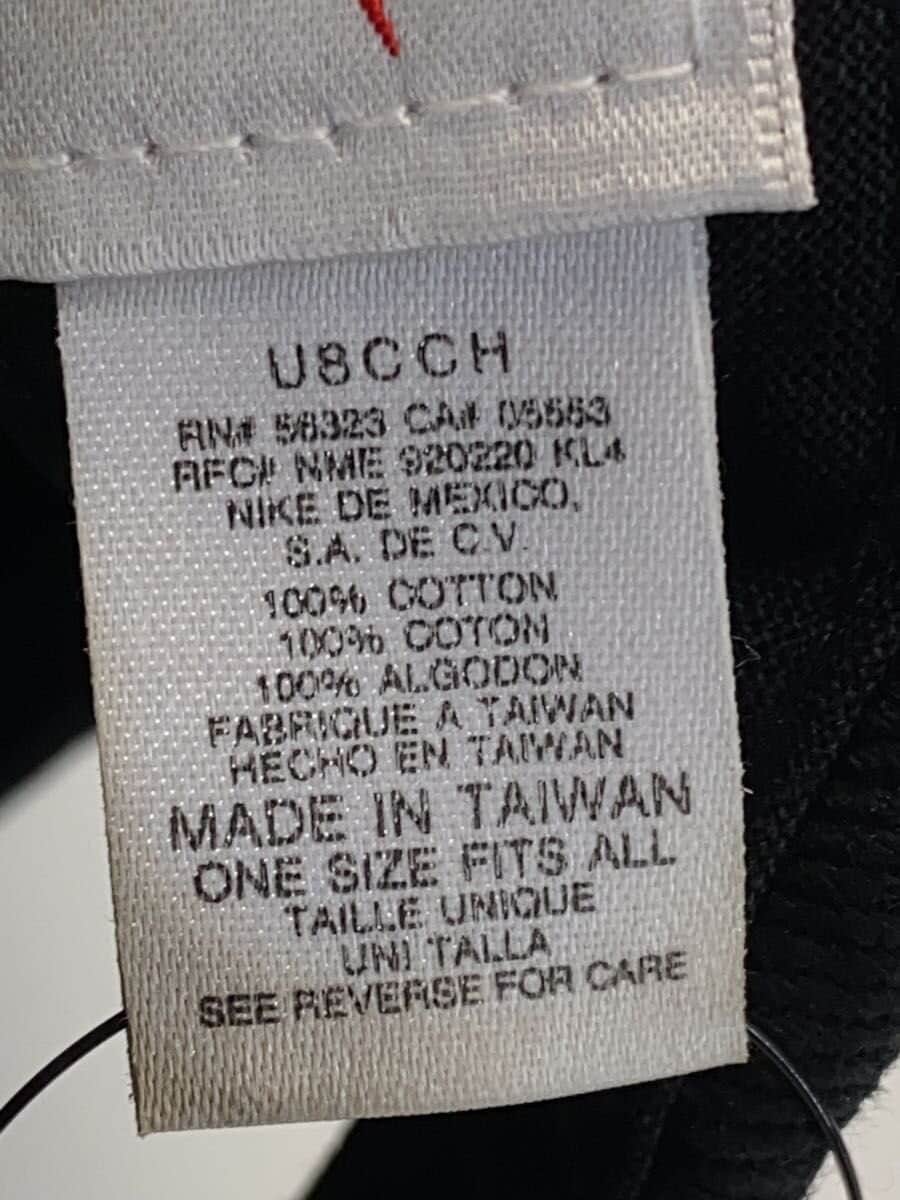 U8CCH
RN# 56323 CA# 05553
RFC# NME 920220 KL4
NIKE DE MEXICO,
S.A. DE C.V.
100% COTTON
100% COTON
100% ALGODON
FABRIQUE A TAIWAN
HECHO EN TAIWAN
MADE IN TAIWAN
ONE SIZE FITS ALL
TAILLE UNIQUE
UNI TALLA
SEE REVERSE FOR CARE